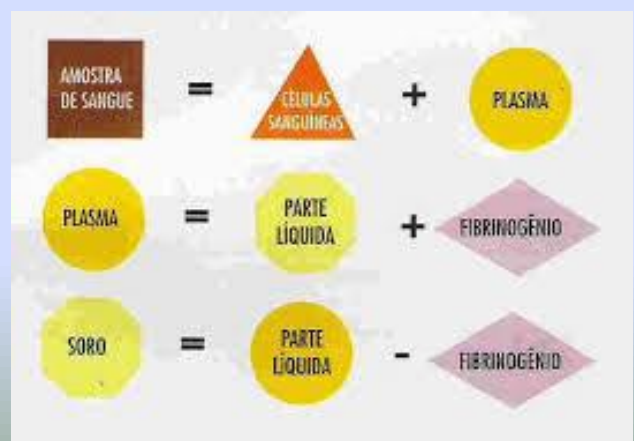 AMOSTRA
DE SANGUE
=
CÉLULAS
SANGUÍNEAS
+
PLASMA
PLASMA
=
PARTE
LÍQUIDA
+
FIBRINOGÊNIO
SORO
=
PARTE
LÍQUIDA
-
FIBRINOGÊNIO